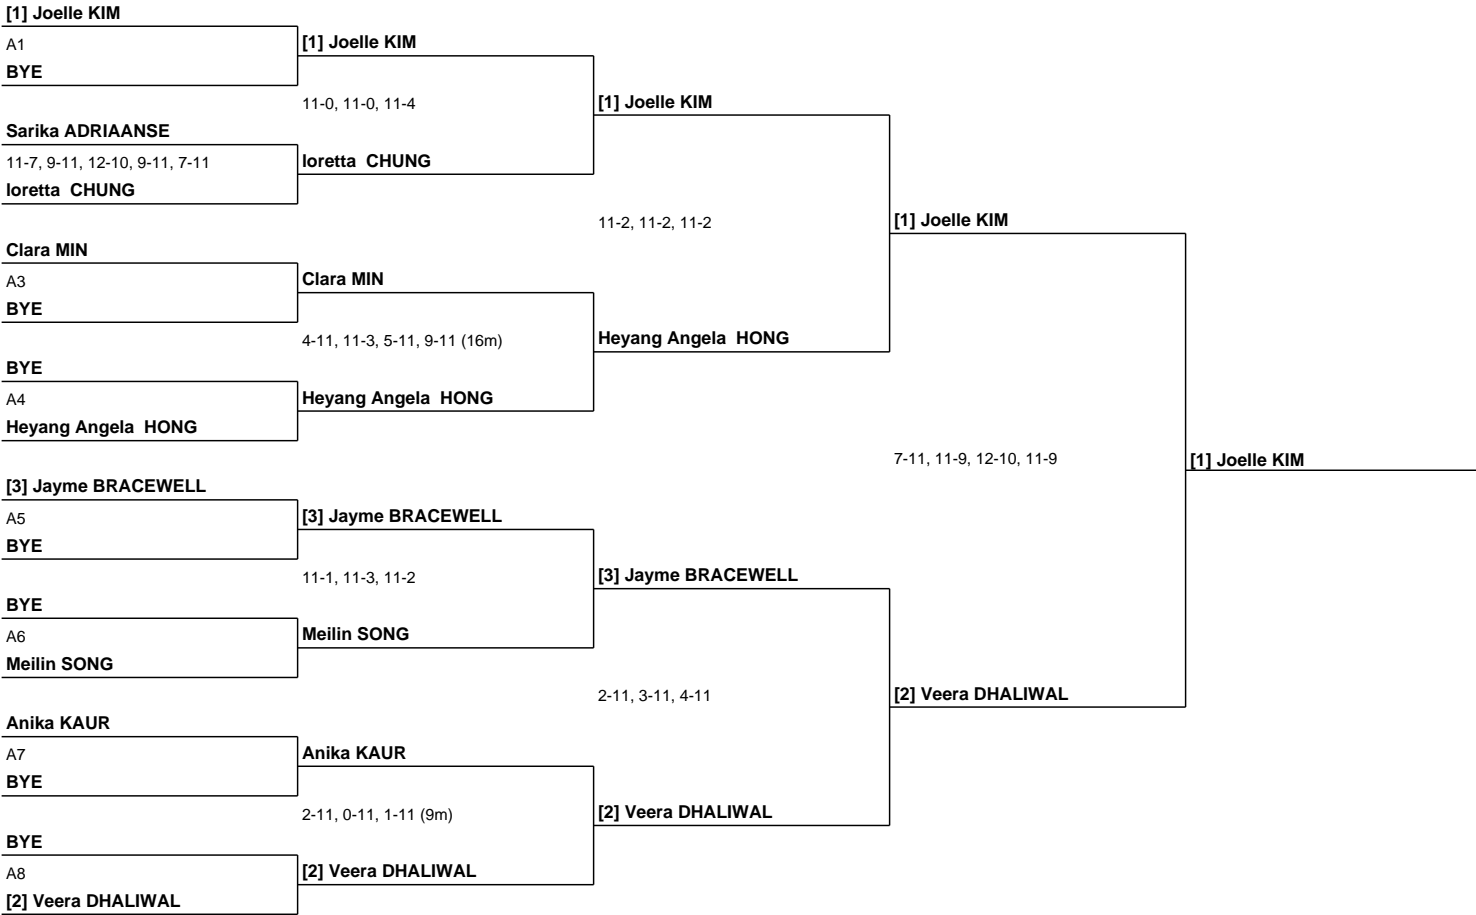 [1] Joelle KIM
A1
BYE
Sarika ADRIAANSE
11-7, 9-11, 12-10, 9-11, 7-11
loretta  CHUNG
Clara MIN
A3
BYE
BYE
A4
Heyang Angela  HONG
[3] Jayme BRACEWELL
A5
BYE
BYE
A6
Meilin SONG
Anika KAUR
A7
BYE
BYE
A8
[2] Veera DHALIWAL
[1] Joelle KIM
11-0, 11-0, 11-4
loretta  CHUNG
Clara MIN
4-11, 11-3, 5-11, 9-11 (16m)
Heyang Angela  HONG
[3] Jayme BRACEWELL
11-1, 11-3, 11-2
Meilin SONG
Anika KAUR
2-11, 0-11, 1-11 (9m)
[2] Veera DHALIWAL
[1] Joelle KIM
11-2, 11-2, 11-2
Heyang Angela  HONG
[3] Jayme BRACEWELL
2-11, 3-11, 4-11
[2] Veera DHALIWAL
[1] Joelle KIM
7-11, 11-9, 12-10, 11-9
[2] Veera DHALIWAL
[1] Joelle KIM